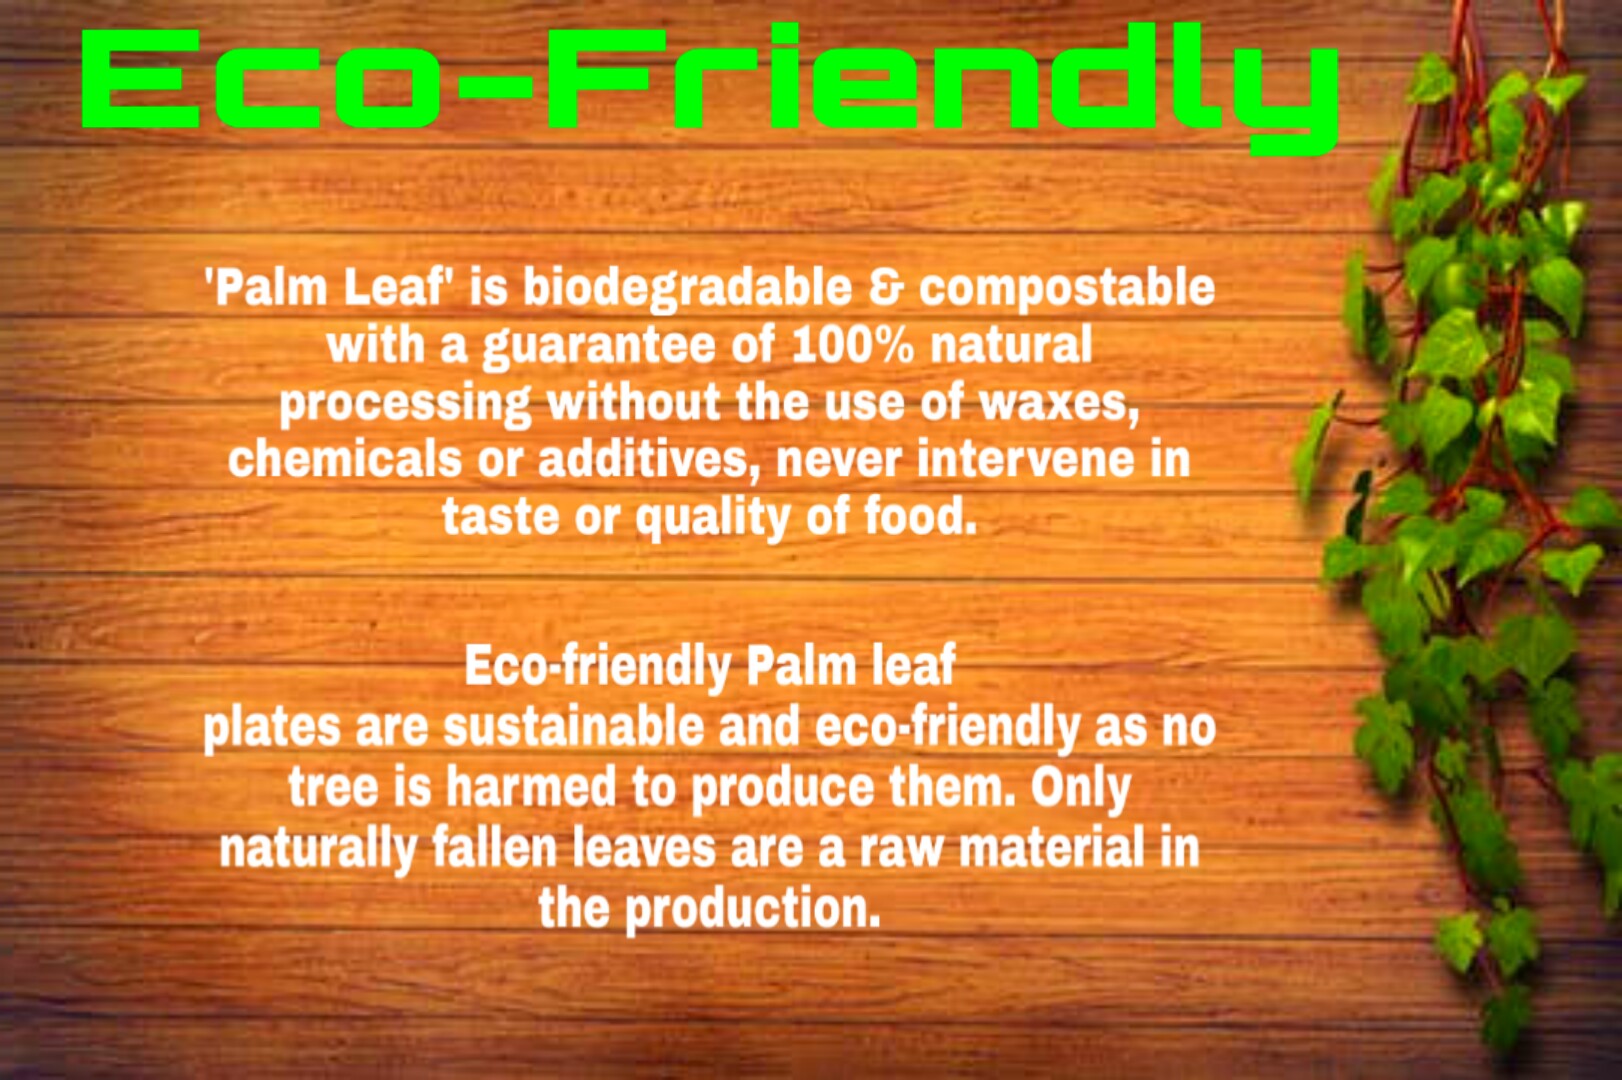 Eco-Friendly
'Palm Leaf' is biodegradable & compostable
with a guarantee of 100% natural
processing without the use of waxes,
chemicals or additives, never intervene in
taste or quality of food.
Eco-friendly Palm leaf
plates are sustainable and eco-friendly as no
tree is harmed to produce them. Only
naturally fallen leaves are a raw material in
the production.